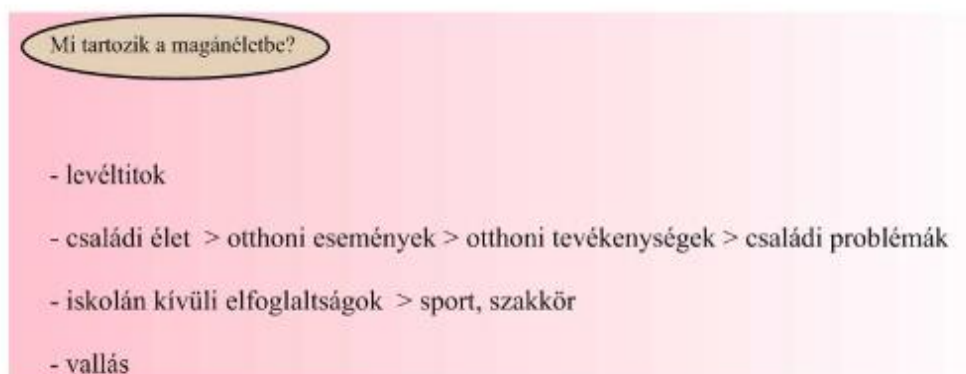 Mi tartozik a magánéletbe?
- levéltitok
- családi élet > otthoni események > otthoni tevékenységek > családi problémák
- iskolán kívüli elfoglaltságok > sport, szakkör
- vallás